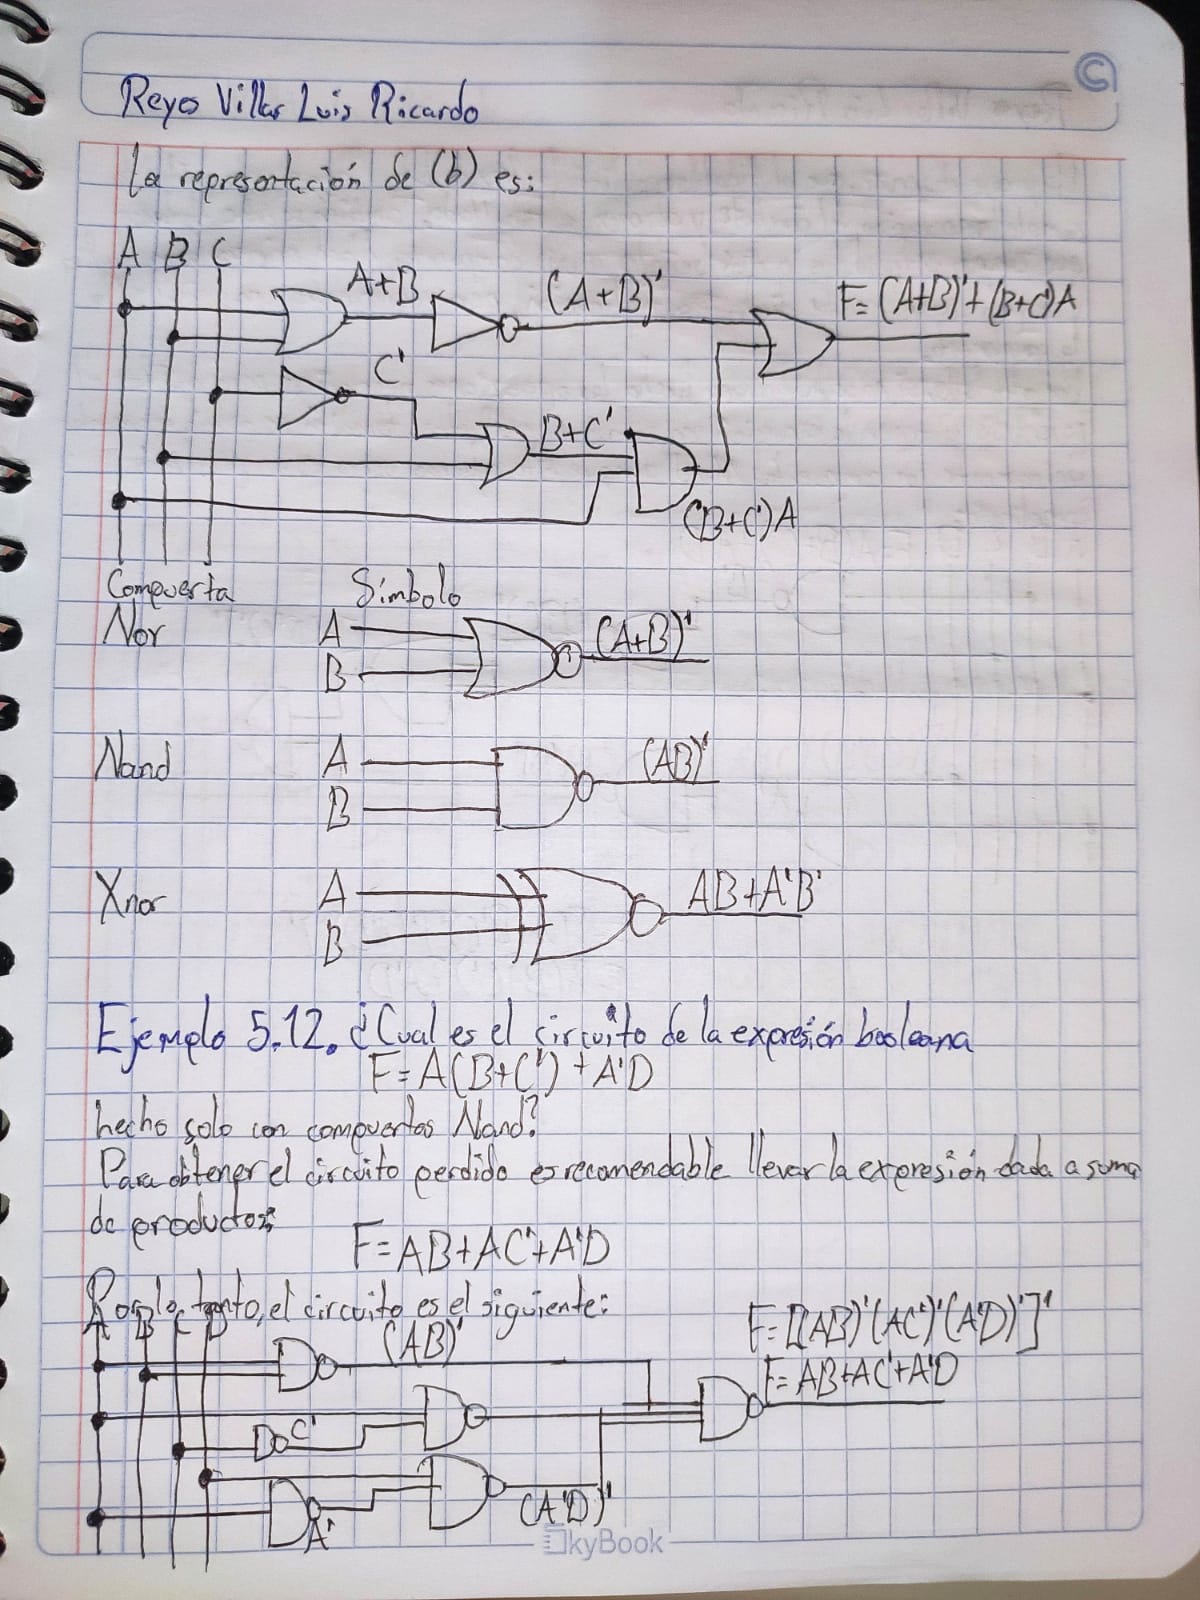 Reyes Villar Luis Ricardo
La representación de (b) es:
A B C
A+B
(A+B)'
F=(A+B)'+(B+C')A
C'
B+C'
(B+C')A
Compuerta Símbolo
Nor
A
B
(A+B)'
Nand
A
B
(AB)'
Xnor
A
B
AB+A'B'
Ejemplo 5.12. ¿Cual es el circuito de la expresión booleana
F=A(B+C')+A'D
hecho solo con compuertas Nand?
Para obtener el circuito perdido es recomendable llevar la expresión dada a suma
de productos:
F=AB+AC'+A'D
Por lo tanto, el circuito es el siguiente:
A B C D
(AB)'
F=[(AB)'(AC')'(A'D)']'
F=AB+AC'+A'D
C'
(A'D)'
A'
SkyBook